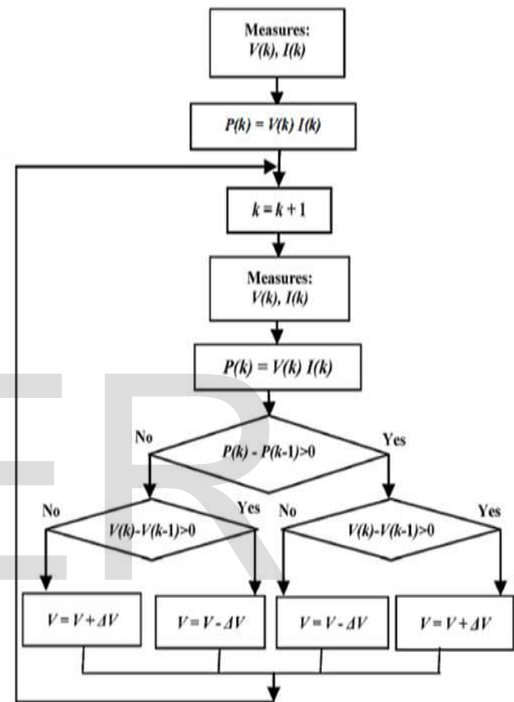 Measures:
V(k), I(k)
P(k) = V(k) I(k)
k = k + 1
Measures:
V(k), I(k)
P(k) = V(k) I(k)
No
Yes
P(k) - P(k-1)>0
No
Yes
No
Yes
V(k)-V(k-1)>0
V(k)-V(k-1)>0
V = V + ΔV
V = V - ΔV
V = V - ΔV
V = V + ΔV
ER